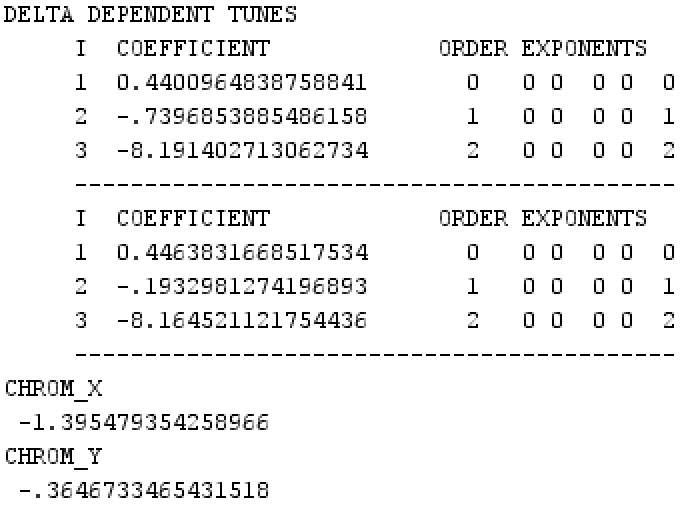 DELTA DEPENDENT TUNES
I COEFFICIENT ORDER EXPONENTS
1 0.4400964838758841 0 0 0 0 0 0
2 -.7396853885486158 1 0 0 0 0 1
3 -8.191402713062734 2 0 0 0 0 2
--------------------------------------------
I COEFFICIENT ORDER EXPONENTS
1 0.4463831668517534 0 0 0 0 0 0
2 -.1932981274196893 1 0 0 0 0 1
3 -8.164521121754436 2 0 0 0 0 2
--------------------------------------------
CHROM_X
-1.395479354258966
CHROM_Y
-.3646733465431518